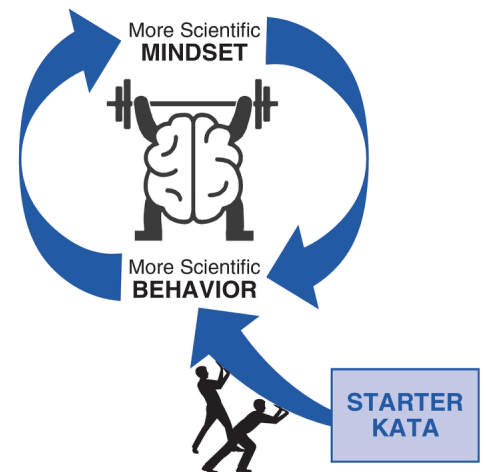 More Scientific
MINDSET
More Scientific
BEHAVIOR
STARTER
KATA